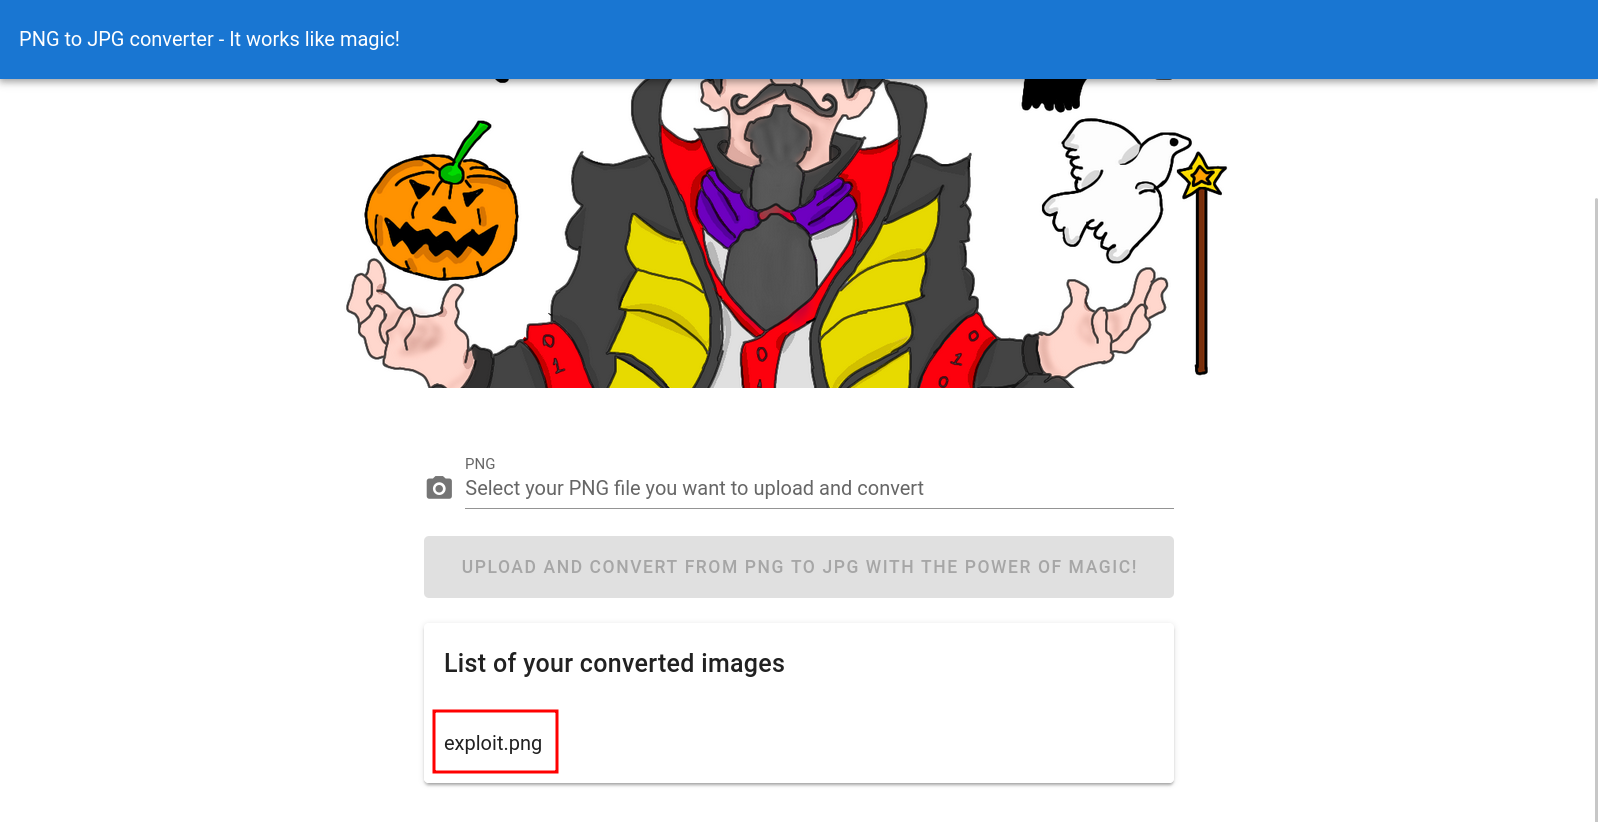 PNG to JPG converter - It works like magic!
0
1
0
1
0
1
0
PNG
Select your PNG file you want to upload and convert
UPLOAD AND CONVERT FROM PNG TO JPG WITH THE POWER OF MAGIC!
List of your converted images
exploit.png